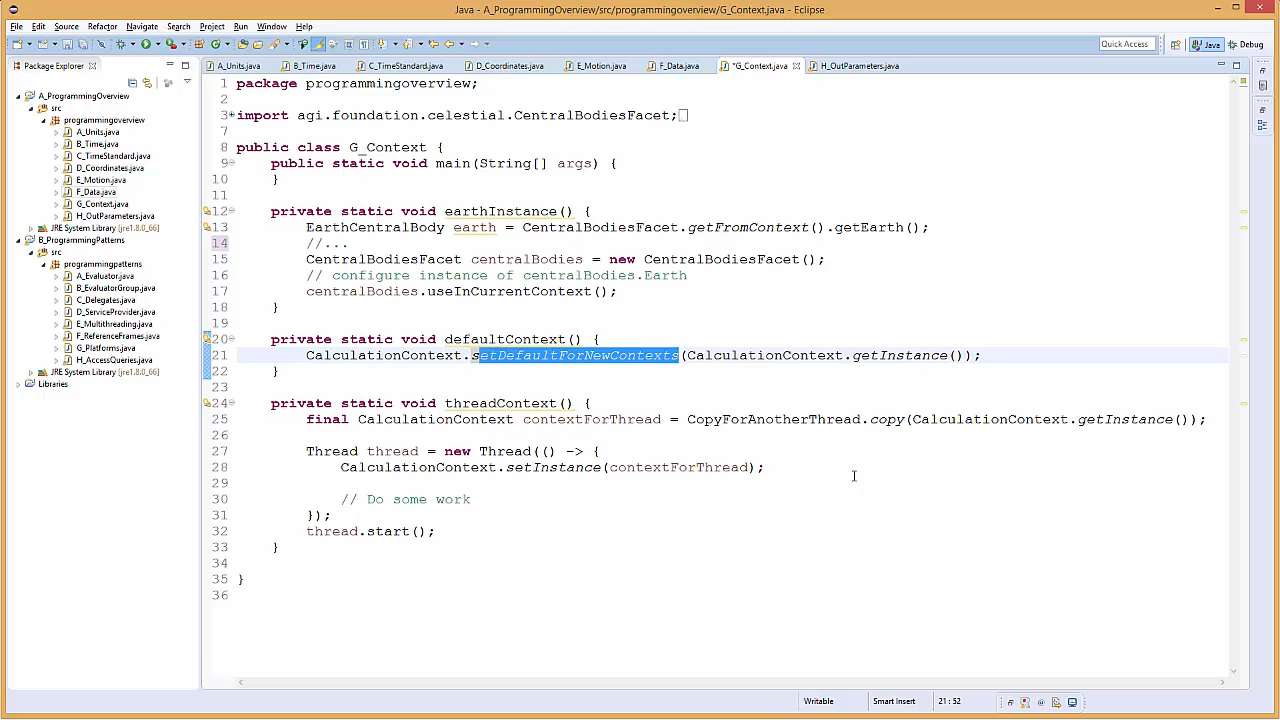 Java - A_ProgrammingOverview/src/programmingoverview/G_Context.java - Eclipse
File Edit Source Refactor Navigate Search Project Run Window Help
Quick Access Java Debug
Package Explorer
A_ProgrammingOverview
src
programmingoverview
A_Units.java
B_Time.java
C_TimeStandard.java
D_Coordinates.java
E_Motion.java
F_Data.java
G_Context.java
H_OutParameters.java
JRE System Library [jre1.8.0_66]
B_ProgrammingPatterns
src
programmingpatterns
A_Evaluator.java
B_EvaluatorGroup.java
C_Delegates.java
D_ServiceProvider.java
E_Multithreading.java
F_ReferenceFrames.java
G_Platforms.java
H_AccessQueries.java
JRE System Library [jre1.8.0_66]
Libraries
A_Units.java B_Time.java C_TimeStandard.java D_Coordinates.java E_Motion.java F_Data.java *G_Context.java H_OutParameters.java
1 package programmingoverview;
2
3 import agi.foundation.celestial.CentralBodiesFacet;
7
8 public class G_Context {
9 public static void main(String[] args) {
10 }
11
12 private static void earthInstance() {
13 EarthCentralBody earth = CentralBodiesFacet.getFromContext().getEarth();
14 //...
15 CentralBodiesFacet centralBodies = new CentralBodiesFacet();
16 // configure instance of centralBodies.Earth
17 centralBodies.useInCurrentContext();
18 }
19
20 private static void defaultContext() {
21 CalculationContext.setDefaultForNewContexts(CalculationContext.getInstance());
22 }
23
24 private static void threadContext() {
25 final CalculationContext contextForThread = CopyForAnotherThread.copy(CalculationContext.getInstance());
26
27 Thread thread = new Thread(() -> {
28 CalculationContext.setInstance(contextForThread);
29
30 // Do some work
31 });
32 thread.start();
33 }
34
35 }
36
Writable Smart Insert 21 : 52